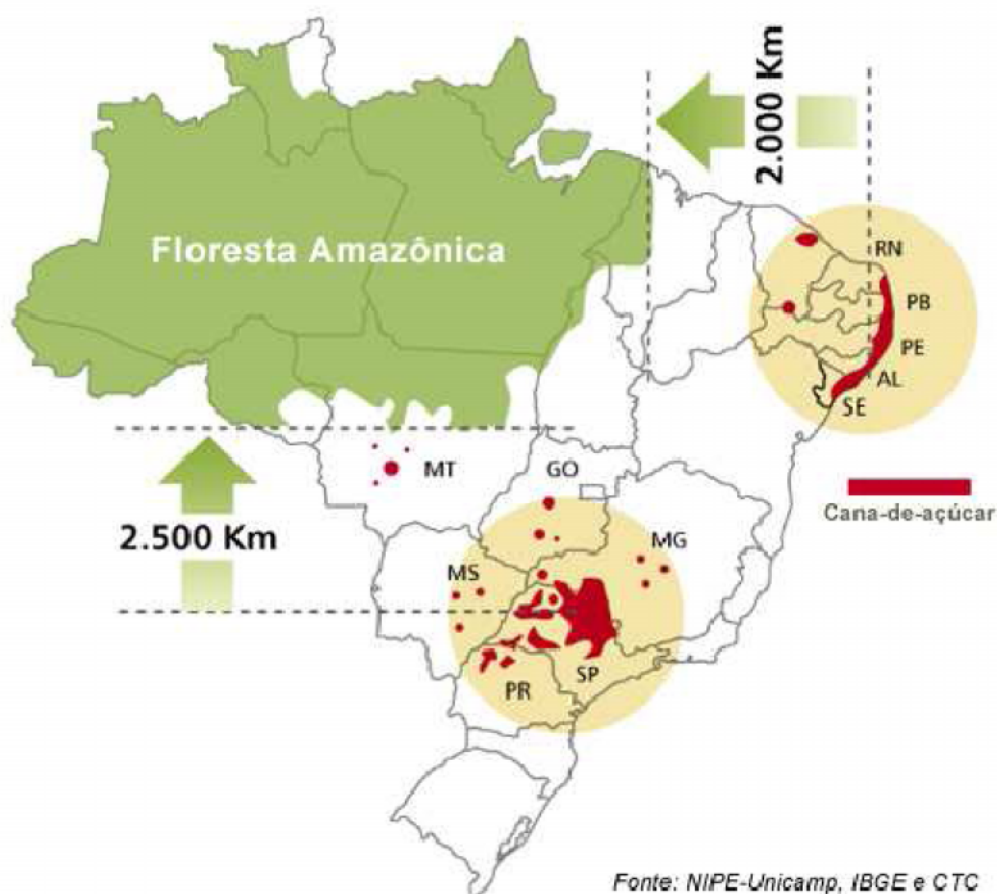 2.000 Km
Floresta Amazônica
RN
PB
PE
AL
SE
MT
GO
2.500 Km
Cana-de-açúcar
MG
MS
SP
PR
Fonte: NIPE-Unicamp, IBGE e CTC